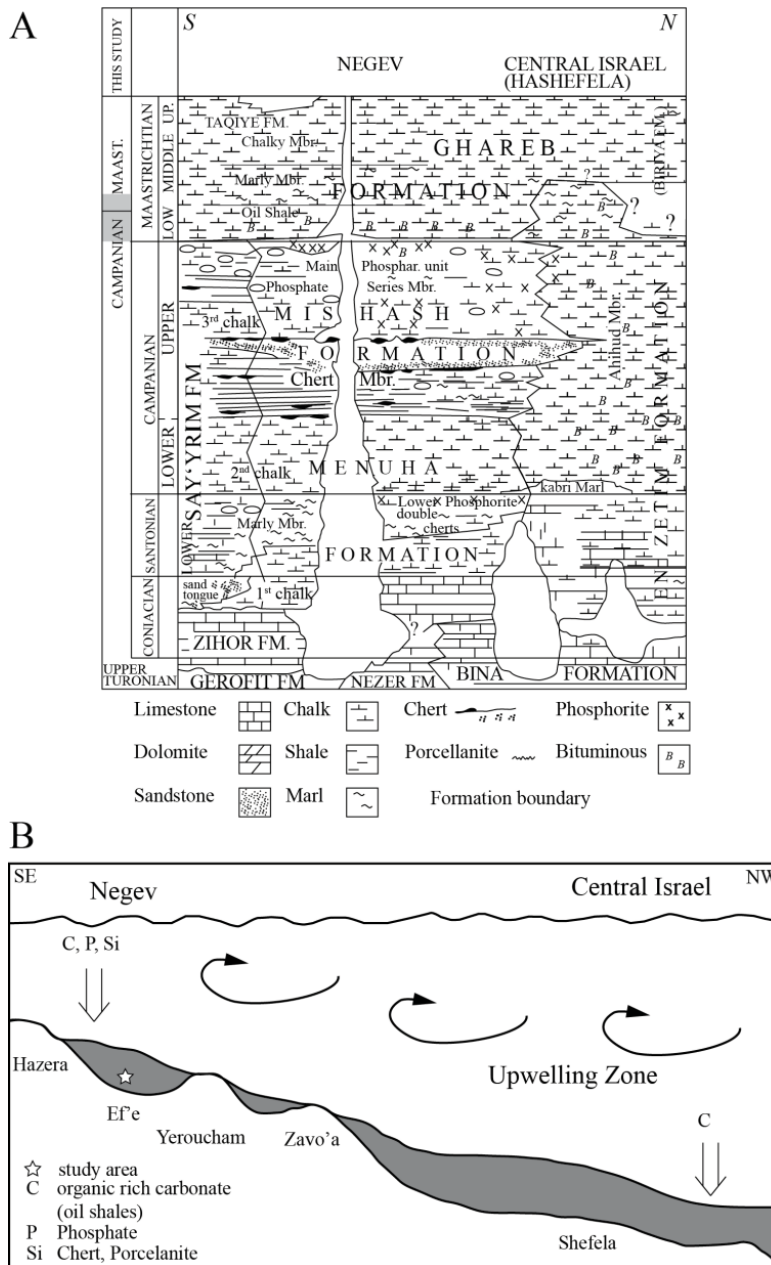 A
S
N
NEGEV
CENTRAL ISRAEL
(HASHEFELA)
THIS STUDY
MAAST.
CAMPANIAN
MAASTRICHTIAN
UP.
MIDDLE
LOW
CAMPANIAN
UPPER
LOWER
SANTONIAN
CONIACIAN
UPPER
TURONIAN
TAQIYE FM.
Chalky Mbr.
GHAREB
Marly Mbr.
FORMATION
Oil Shale
B B B B B B B B
(BIRIYA FM.)
?
?
?
Main Phosphar. unit
Phosphate Series Mbr.
MISHASH
3rd chalk
FORMATION
Chert Mbr.
SAY'YRIM FM
LOWER
Ahihud Mbr.
EN ZETIM FORMATION
2nd chalk
MENUHA
kabri Marl
Lower Phosphorite
double
cherts
Marly Mbr.
FORMATION
sand
tongue
1st chalk
ZIHOR FM.
?
GEROFIT FM
NEZER FM
BINA FORMATION
Limestone Chalk Chert Phosphorite
Dolomite Shale Porcellanite Bituminous
B
B
Sandstone Marl Formation boundary
B
SE
NW
Negev
Central Israel
C, P, Si
Hazera
Upwelling Zone
Ef'e
Yeroucham
Zavo'a
C
Shefela
study area
C organic rich carbonate
(oil shales)
P Phosphate
Si Chert, Porcelanite